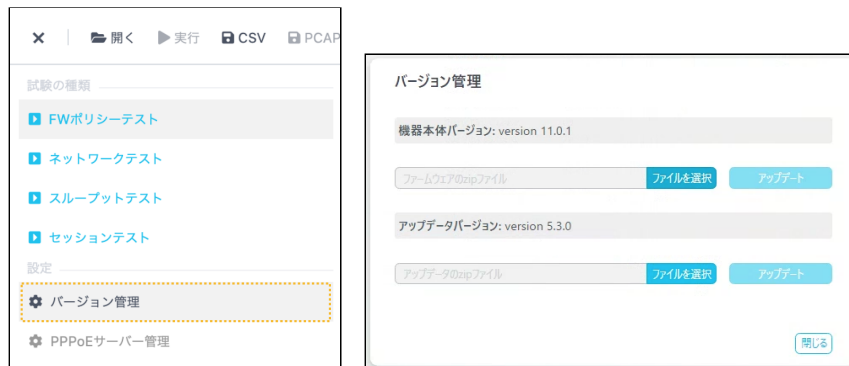 × 開く 実行 CSV PCAP
試験の種類
FWポリシーテスト
ネットワークテスト
スループットテスト
セッションテスト
設定
バージョン管理
PPPoEサーバー管理
バージョン管理
機器本体バージョン: version 11.0.1
ファームウェアのzipファイル ファイルを選択 アップデート
アップデータバージョン: version 5.3.0
アップデータのzipファイル ファイルを選択 アップデート
閉じる